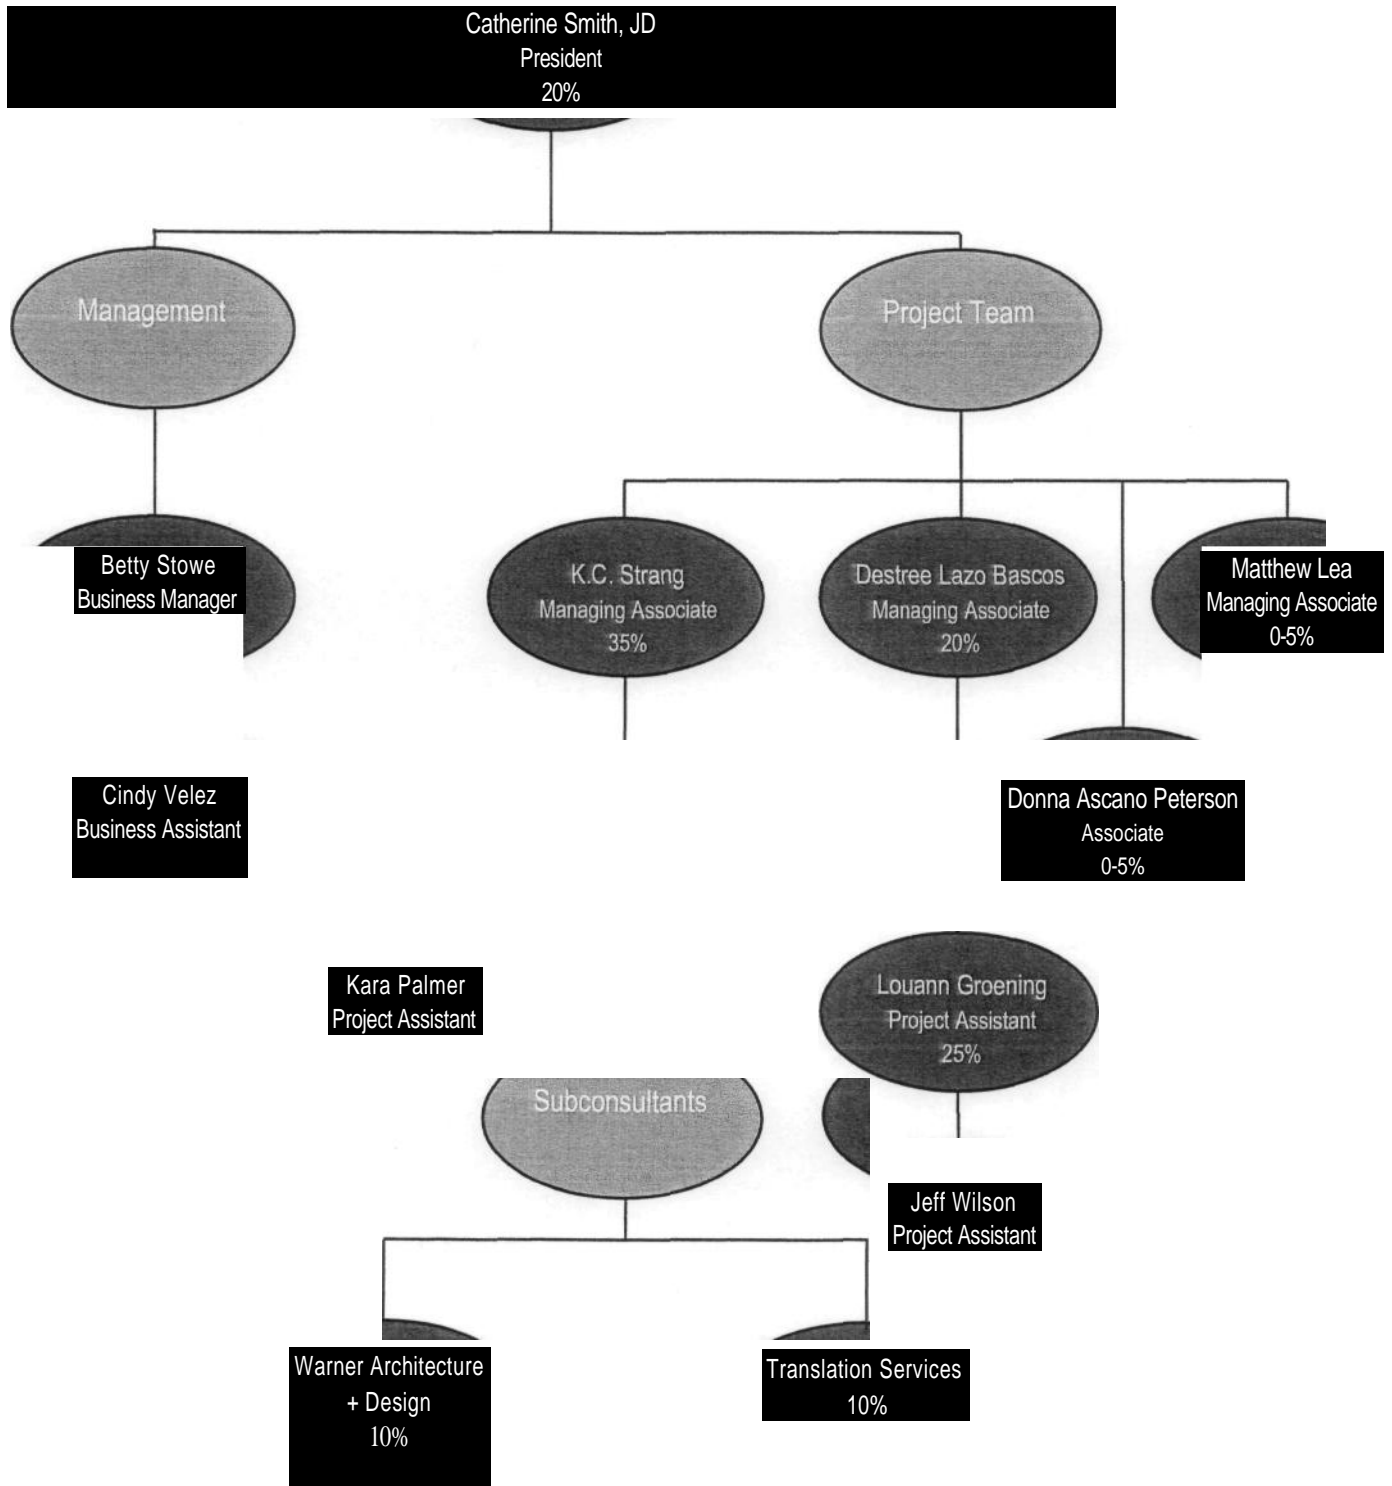 Catherine Smith, JD
President
20%
Management
Project Team
Betty Stowe
Business Manager
K.C. Strang
Managing Associate
35%
Destree Lazo Bascos
Managing Associate
20%
Matthew Lea
Managing Associate
0-5%
Cindy Velez
Business Assistant
Donna Ascano Peterson
Associate
0-5%
Kara Palmer
Project Assistant
Louann Groening
Project Assistant
25%
Subconsultants
Jeff Wilson
Project Assistant
Warner Architecture
+ Design
10%
Translation Services
10%